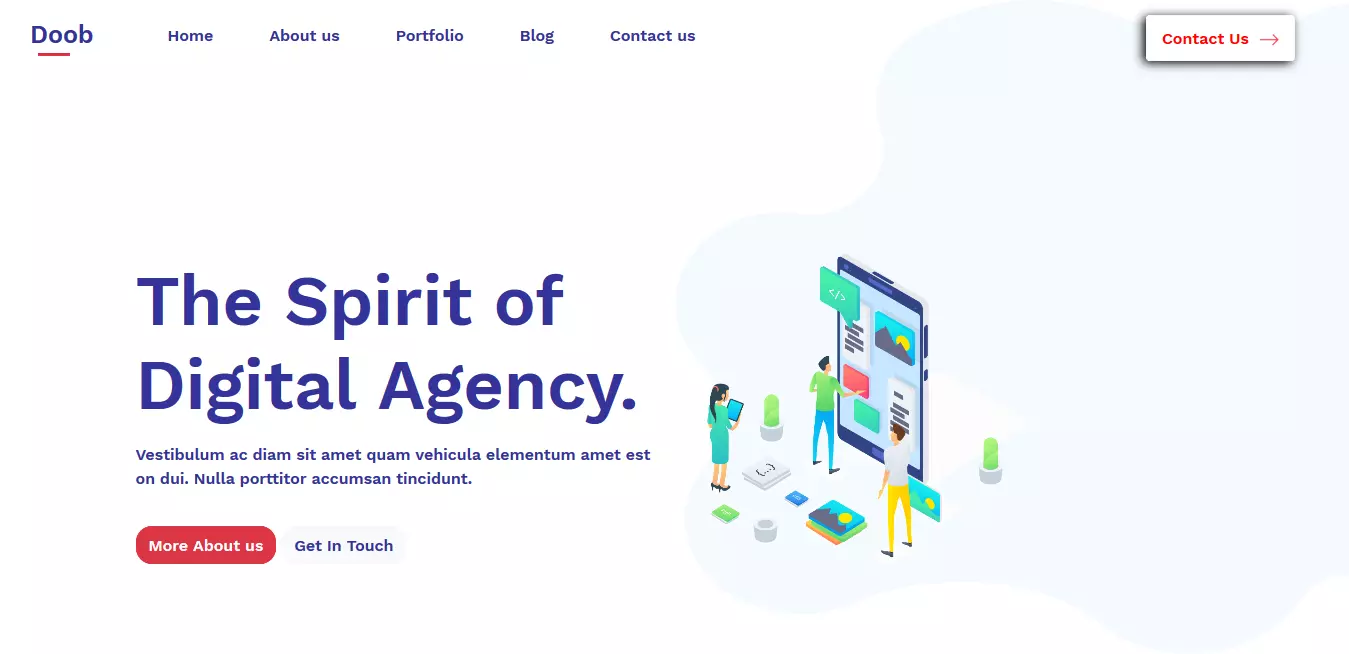 Doob
Home
About us
Portfolio
Blog
Contact us
Contact Us
The Spirit of
Digital Agency.
Vestibulum ac diam sit amet quam vehicula elementum amet est
on dui. Nulla porttitor accumsan tincidunt.
More About us
Get In Touch